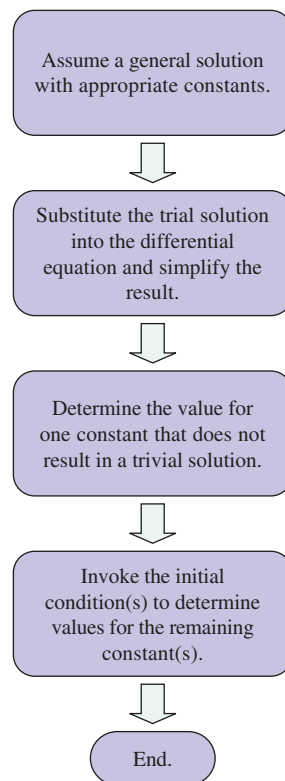 Assume a general solution
with appropriate constants.
Substitute the trial solution
into the differential
equation and simplify the
result.
Determine the value for
one constant that does not
result in a trivial solution.
Invoke the initial
condition(s) to determine
values for the remaining
constant(s).
End.